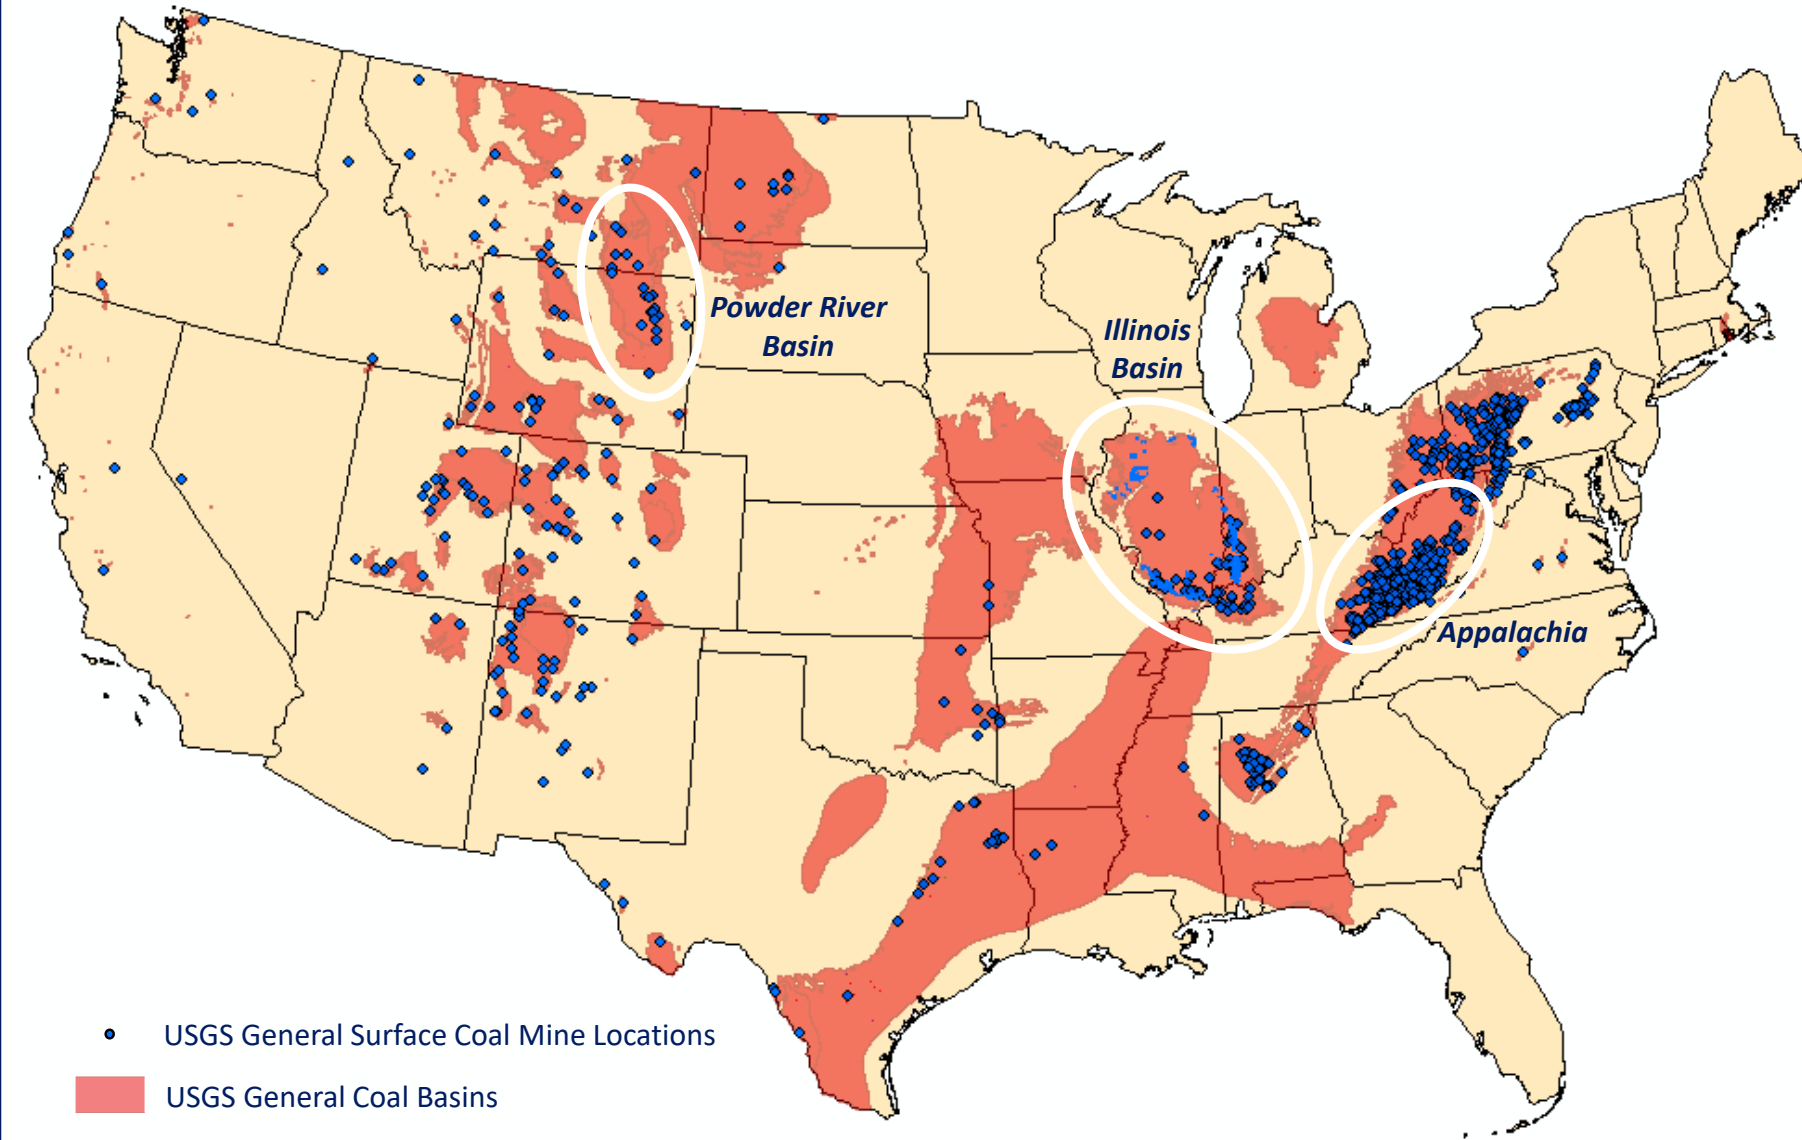 Powder River
Basin
Illinois
Basin
Appalachia
USGS General Surface Coal Mine Locations
USGS General Coal Basins